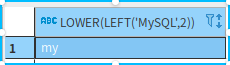 ABC LOWER(LEFT('MySQL',2))
1 my